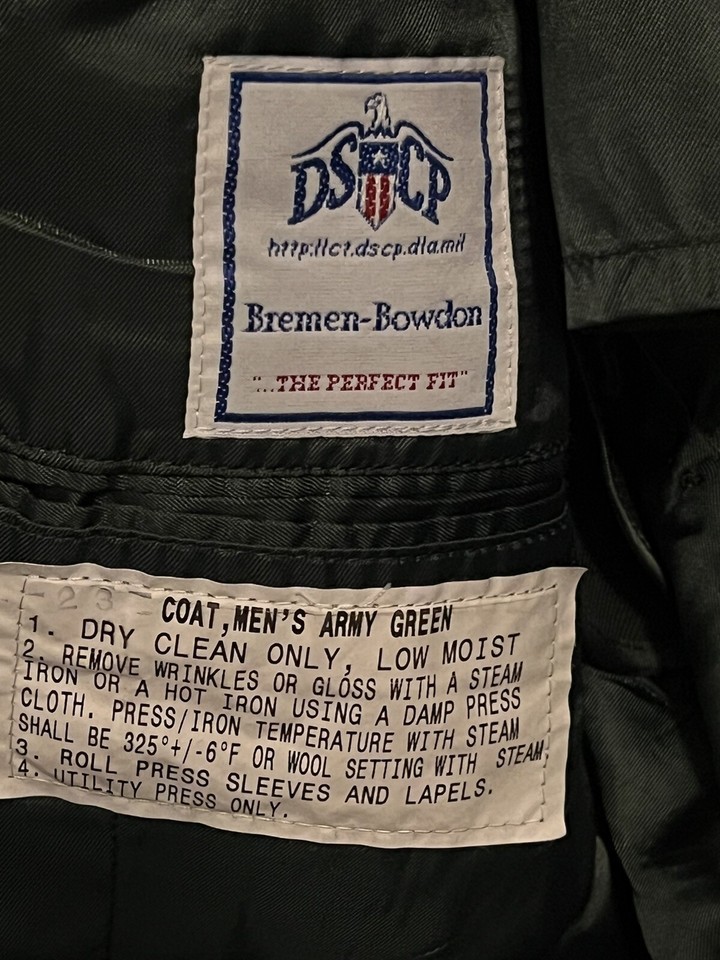 DSCP
http://ct.dscp.dla.mil
Bremen-Bowdon
"...THE PERFECT FIT"
-23-
COAT,MEN'S ARMY GREEN
1. DRY CLEAN ONLY, LOW MOIST
2. REMOVE WRINKLES OR GLOSS WITH A STEAM
IRON OR A HOT IRON USING A DAMP PRESS
CLOTH. PRESS/IRON TEMPERATURE WITH STEAM
SHALL BE 325°+/-6°F OR WOOL SETTING WITH STEAM.
3. ROLL PRESS SLEEVES AND LAPELS.
4. UTILITY PRESS ONLY.